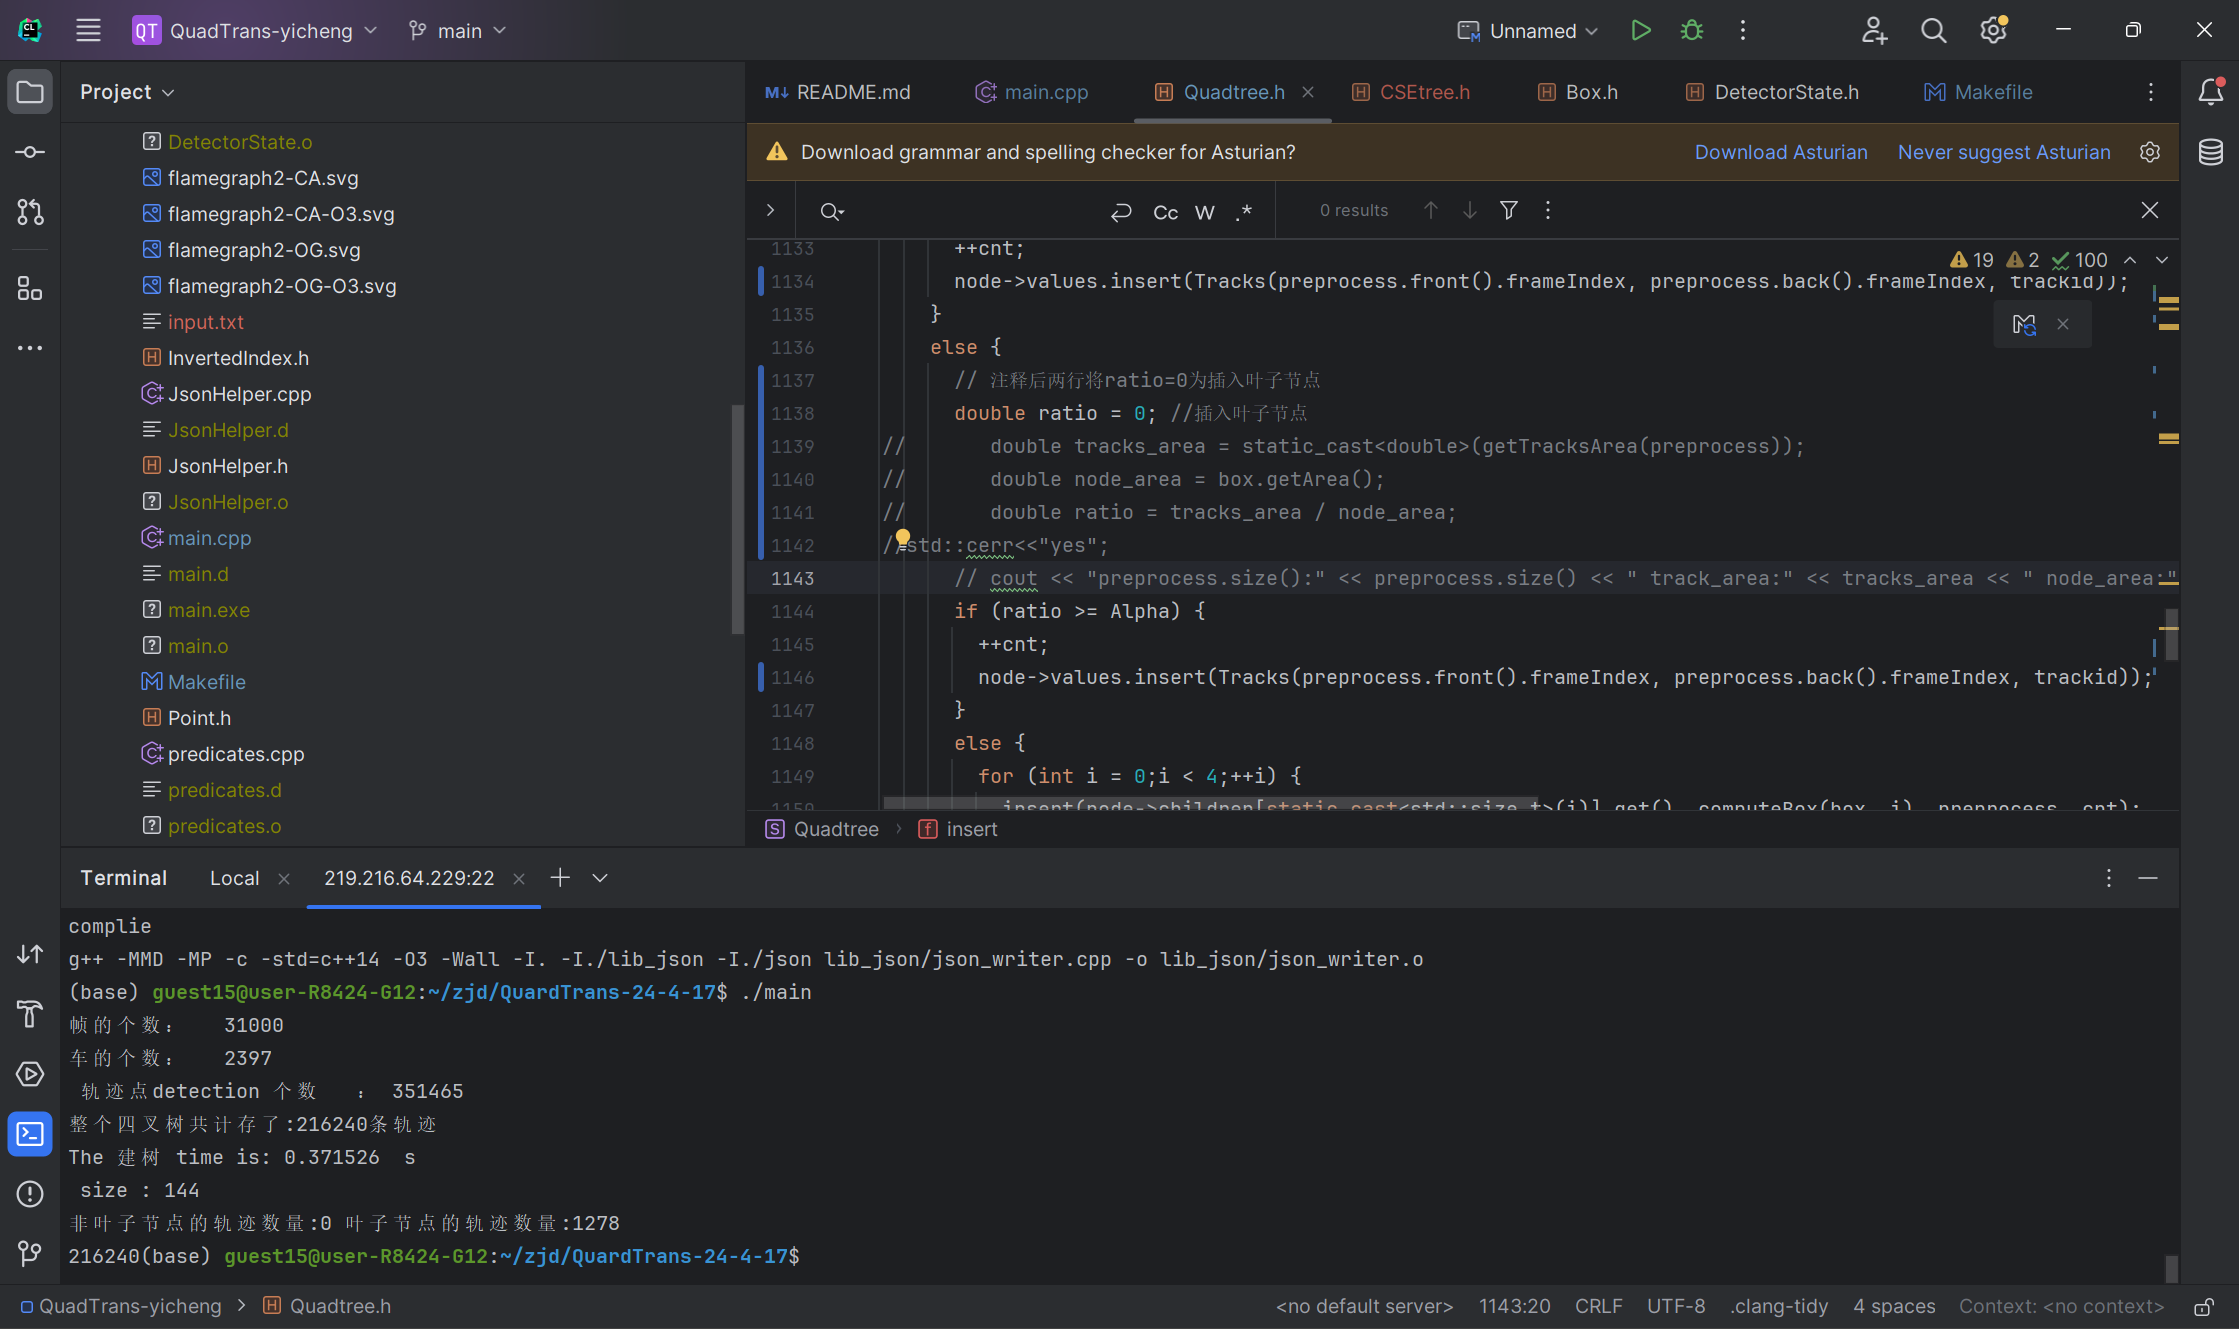 QT QuadTrans-yicheng main Unnamed
Project
DetectorState.o
flamegraph2-CA.svg
flamegraph2-CA-O3.svg
flamegraph2-OG.svg
flamegraph2-OG-O3.svg
input.txt
InvertedIndex.h
JsonHelper.cpp
JsonHelper.d
JsonHelper.h
JsonHelper.o
main.cpp
main.d
main.exe
main.o
Makefile
Point.h
predicates.cpp
predicates.d
predicates.o
README.md main.cpp Quadtree.h CSEtree.h Box.h DetectorState.h Makefile
Download grammar and spelling checker for Asturian? Download Asturian Never suggest Asturian
Cc W .* 0 results
19 2 100
1133 ++cnt;
1134 node->values.insert(Tracks(preprocess.front().frameIndex, preprocess.back().frameIndex, trackid));
1135 }
1136 else {
1137 // 注释后两行将ratio=0为插入叶子节点
1138 double ratio = 0; //插入叶子节点
1139 // double tracks_area = static_cast<double>(getTracksArea(preprocess));
1140 // double node_area = box.getArea();
1141 // double ratio = tracks_area / node_area;
1142 //std::cerr<<"yes";
1143 // cout << "preprocess.size():" << preprocess.size() << " track_area:" << tracks_area << " node_area:"
1144 if (ratio >= Alpha) {
1145 ++cnt;
1146 node->values.insert(Tracks(preprocess.front().frameIndex, preprocess.back().frameIndex, trackid));
1147 }
1148 else {
1149 for (int i = 0;i < 4;++i) {
1150 insert(node->children[static_cast<std::size_t>(i)].get(), computeBox(box, i), preprocess, cnt);
Quadtree insert
Terminal Local 219.216.64.229:22
complie
g++ -MMD -MP -c -std=c++14 -O3 -Wall -I. -I./lib_json -I./json lib_json/json_writer.cpp -o lib_json/json_writer.o
(base) guest15@user-R8424-G12:~/zjd/QuardTrans-24-4-17$ ./main
帧的个数： 31000
车的个数： 2397
轨迹点detection 个数 ： 351465
整个四叉树共计存了:216240条轨迹
The 建树 time is: 0.371526 s
size : 144
非叶子节点的轨迹数量:0 叶子节点的轨迹数量:1278
216240(base) guest15@user-R8424-G12:~/zjd/QuardTrans-24-4-17$
QuadTrans-yicheng Quadtree.h <no default server> 1143:20 CRLF UTF-8 .clang-tidy 4 spaces Context: <no context>